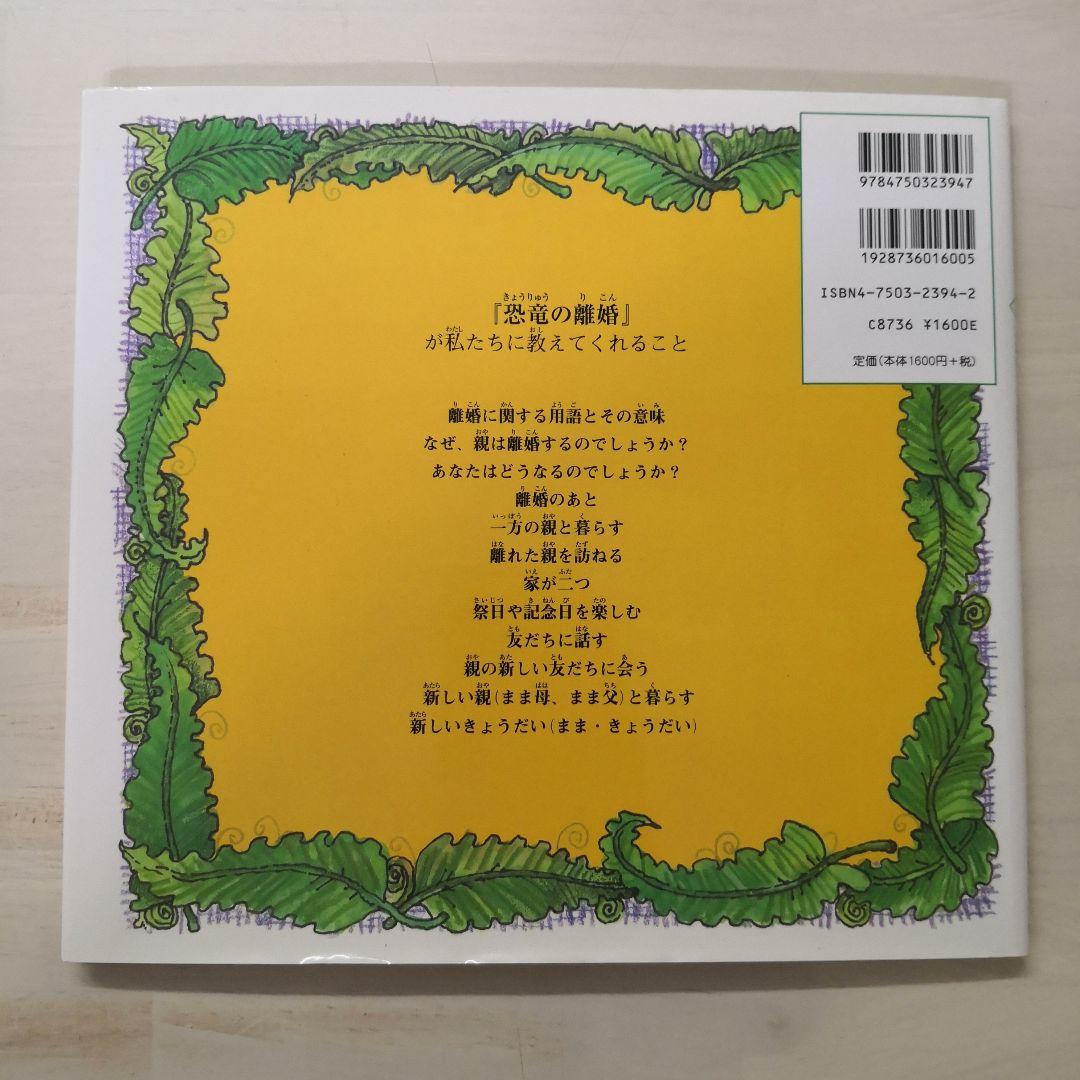 9784750323947
1928736016005
ISBN4-7503-2394-2
C8736 ¥1600E
定価(本体1600円+税)
『恐竜の離婚』
が私たちに教えてくれること
離婚に関する用語とその意味
なぜ、親は離婚するのでしょうか?
あなたはどうなるのでしょうか?
離婚のあと
一方の親と暮らす
離れた親を訪ねる
家が二つ
祭日や記念日を楽しむ
友だちに話す
親の新しい友だちに会う
新しい親(まま母、まま父)と暮らす
新しいきょうだい(まま・きょうだい)